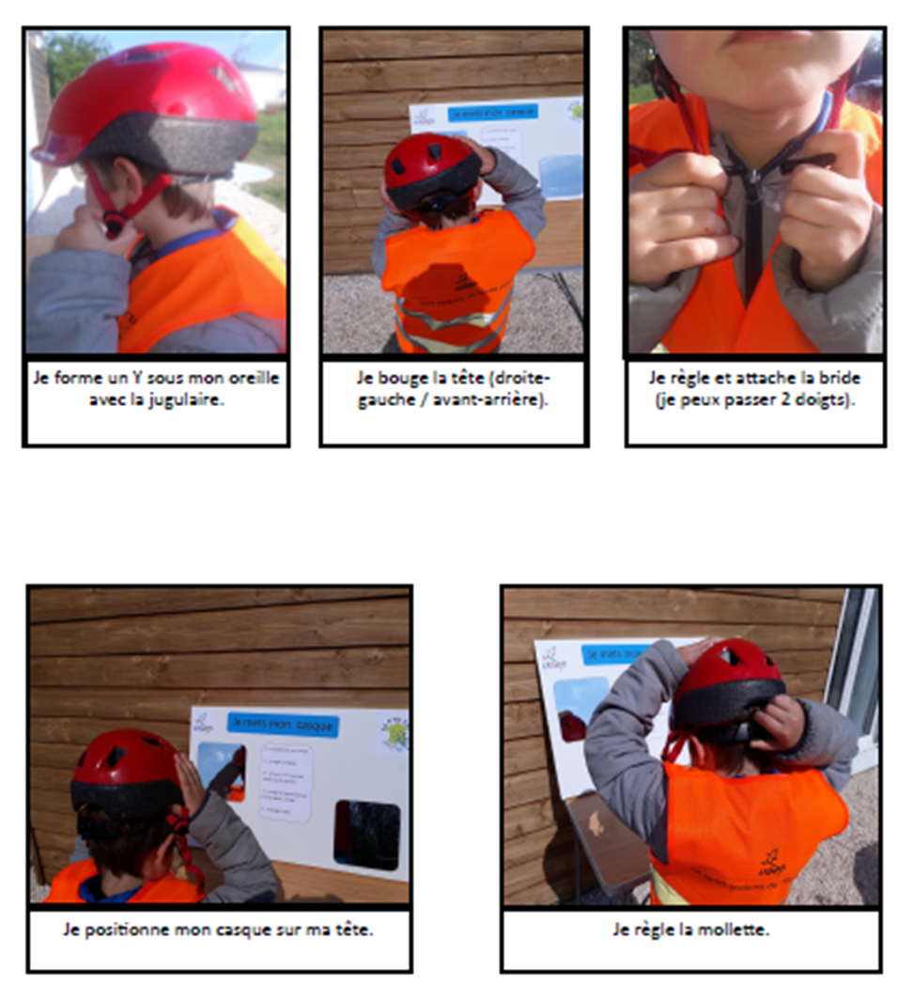 Je mets mon casque
Je forme un Y sous mon oreille
avec la jugulaire.
Je bouge la tête (droite-
gauche / avant-arrière).
Je règle et attache la bride
(je peux passer 2 doigts).
Je mets mon casque
Je mets mon
Je positionne mon casque sur ma tête.
Je règle la mollette.